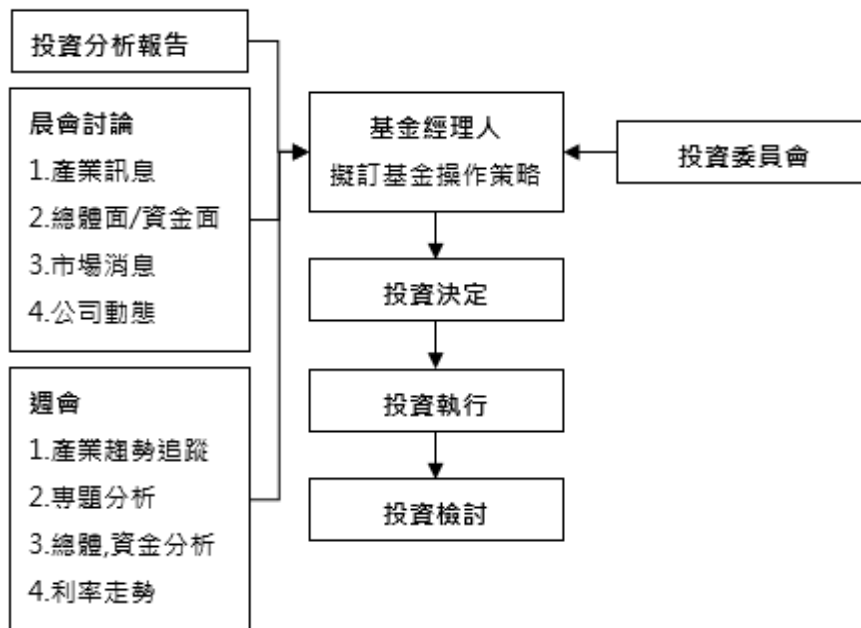 投資分析報告
晨會討論
1.產業訊息
2.總體面/資金面
3.市場消息
4.公司動態
週會
1.產業趨勢追蹤
2.專題分析
3.總體,資金分析
4.利率走勢
基金經理人
擬訂基金操作策略
投資委員會
投資決定
投資執行
投資檢討